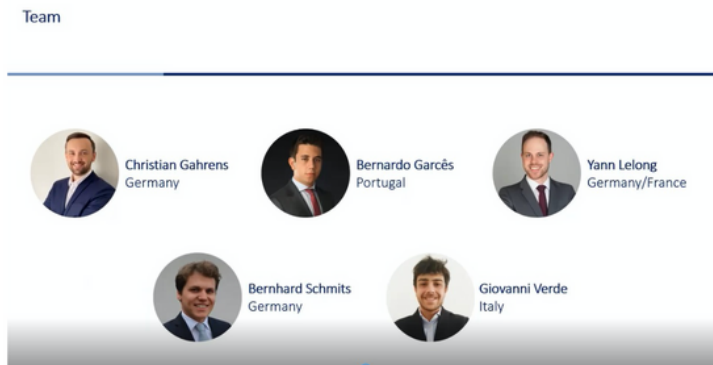 Team
Christian Gahrens
Germany
Bernardo Garcês
Portugal
Yann Lelong
Germany/France
Bernhard Schmits
Germany
Giovanni Verde
Italy